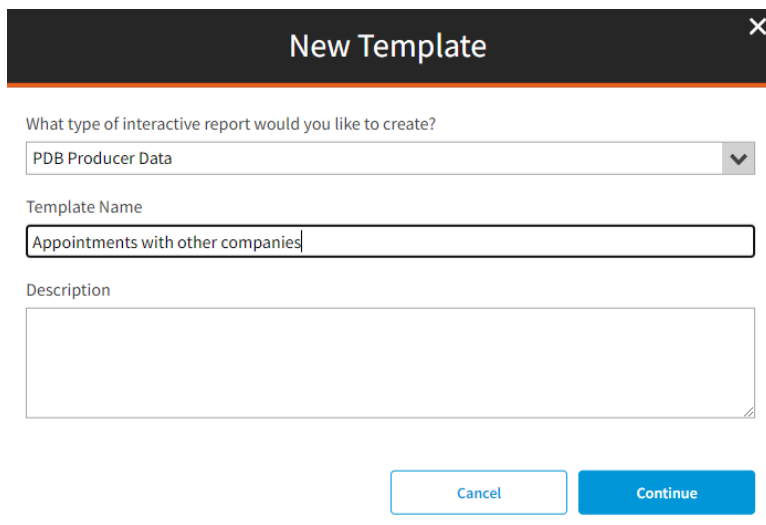 New Template
What type of interactive report would you like to create?
PDB Producer Data
Template Name
Appointments with other companies
Description
Cancel
Continue